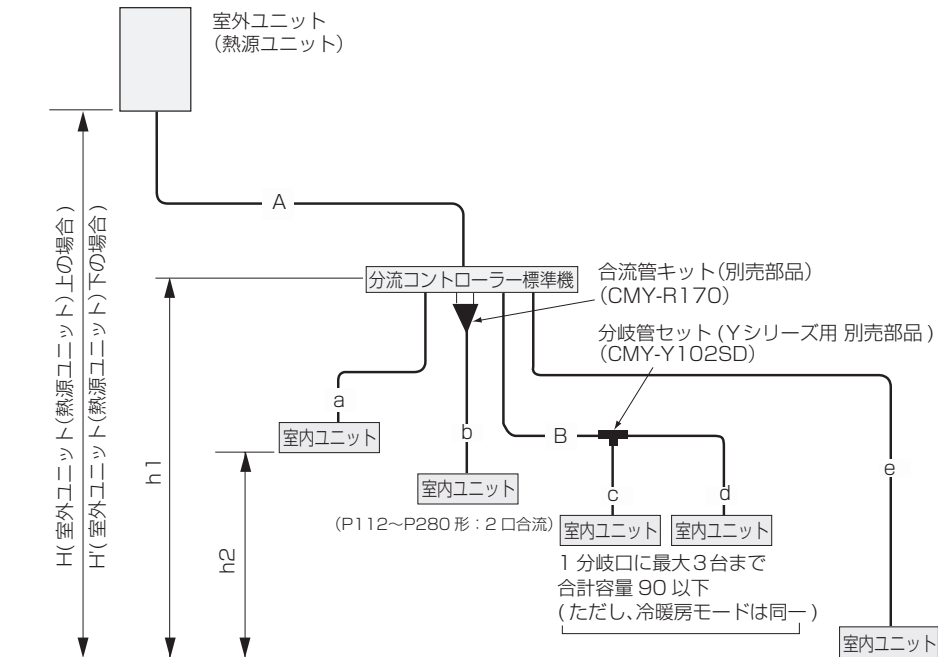 室外ユニット
（熱源ユニット）
A
H( 室外ユニット(熱源ユニット) 上の場合 )
H'( 室外ユニット(熱源ユニット) 下の場合)
分流コントローラー標準機
合流管キット（別売部品）
（CMY-R170）
分岐管セット ( Yシリーズ用 別売部品 )
（CMY-Y102SD）
h1
a
室内ユニット
b
B
e
h2
室内ユニット
（P112～P280 形 : 2 口合流）
c
d
室内ユニット
室内ユニット
1 分岐口に最大3台まで
合計容量 90 以下
( ただし、冷暖房モードは同一 )
室内ユニット